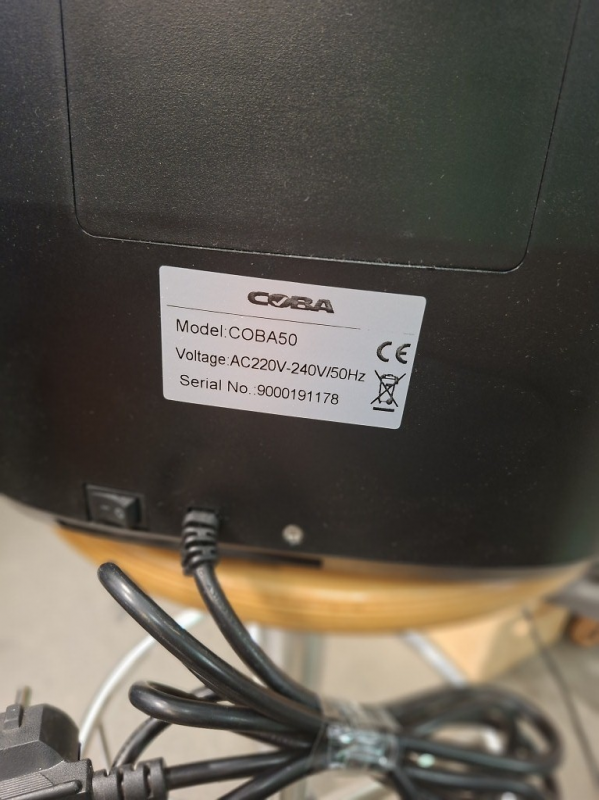 COBA
Model:COBA50
Voltage:AC220V-240V/50Hz
Serial No.:9000191178
CE